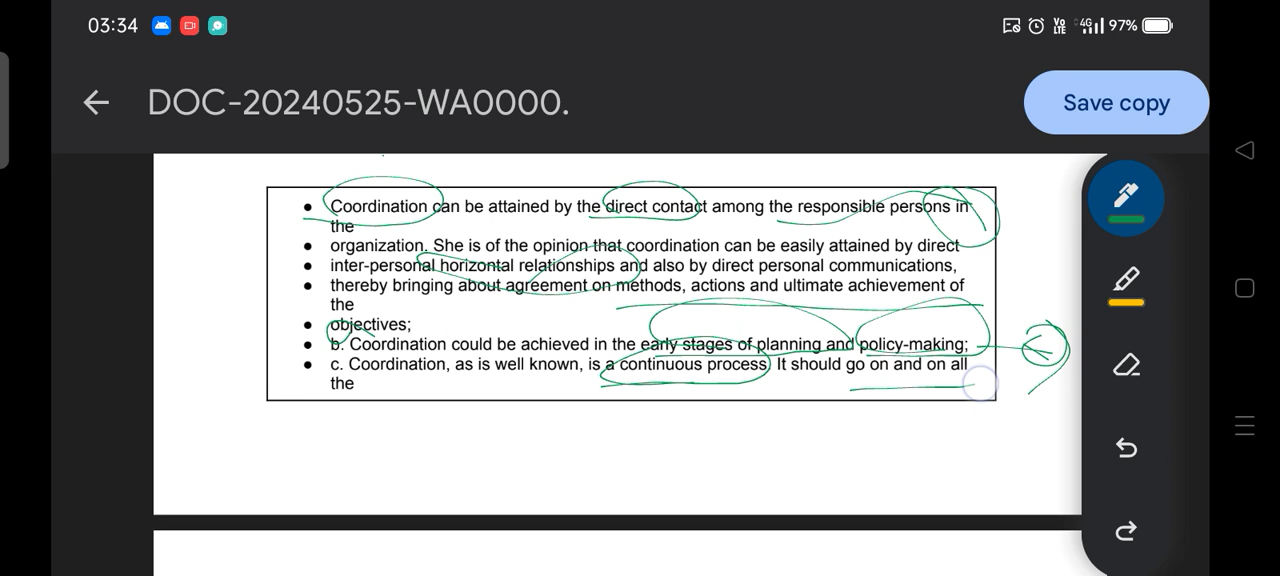 03:34
Vo LTE 4G 97%
DOC-20240525-WA0000.
Save copy
• Coordination can be attained by the direct contact among the responsible persons in
the
• organization. She is of the opinion that coordination can be easily attained by direct
• inter-personal horizontal relationships and also by direct personal communications,
• thereby bringing about agreement on methods, actions and ultimate achievement of
the
• objectives;
• b. Coordination could be achieved in the early stages of planning and policy-making;
• c. Coordination, as is well known, is a continuous process. It should go on and on all
the